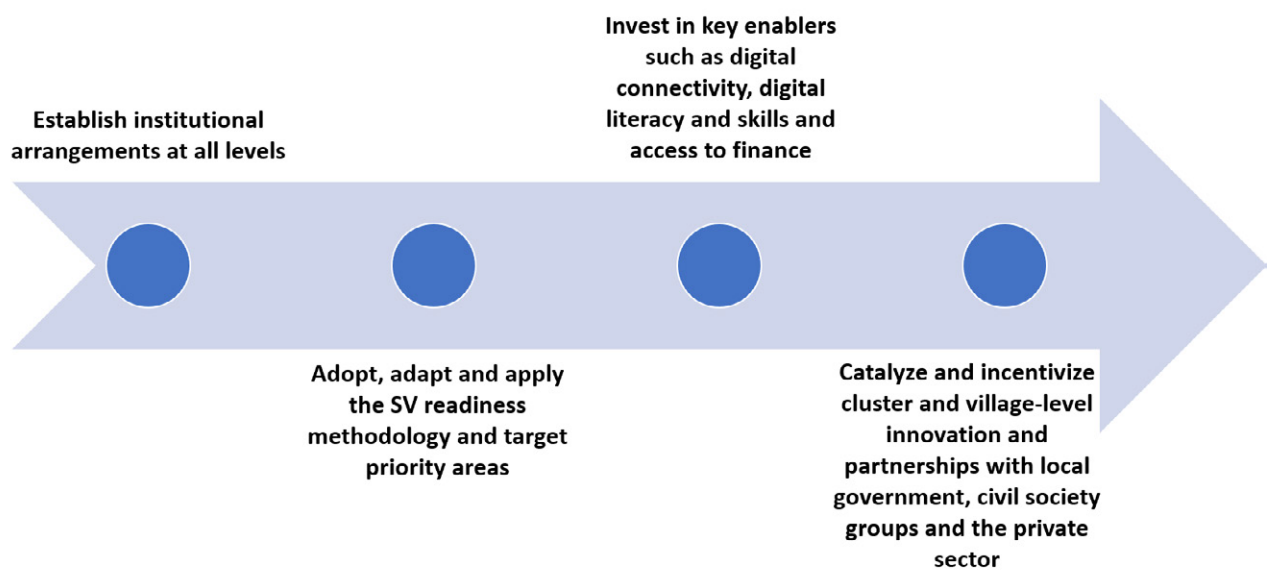 Establish institutional
arrangements at all levels
Adopt, adapt and apply
the SV readiness
methodology and target
priority areas
Invest in key enablers
such as digital
connectivity, digital
literacy and skills and
access to finance
Catalyze and incentivize
cluster and village-level
innovation and
partnerships with local
government, civil society
groups and the private
sector